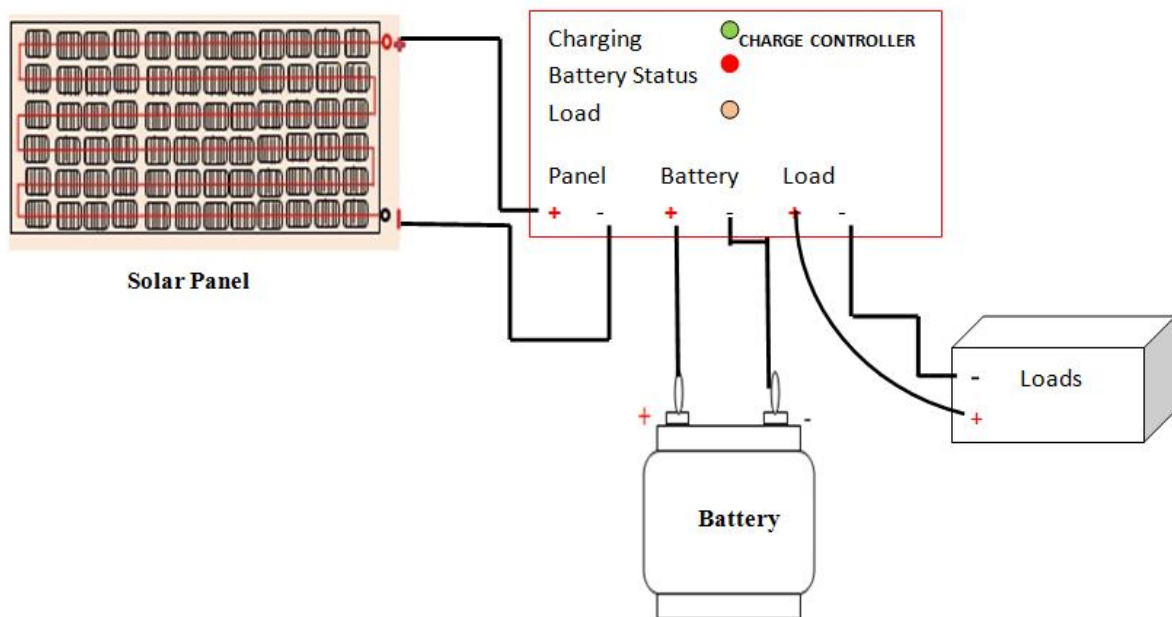 Charging
CHARGE CONTROLLER
Battery Status
Load
Panel Battery Load
+ - + - + -
+
-
Solar Panel
- Loads
+
+ -
Battery